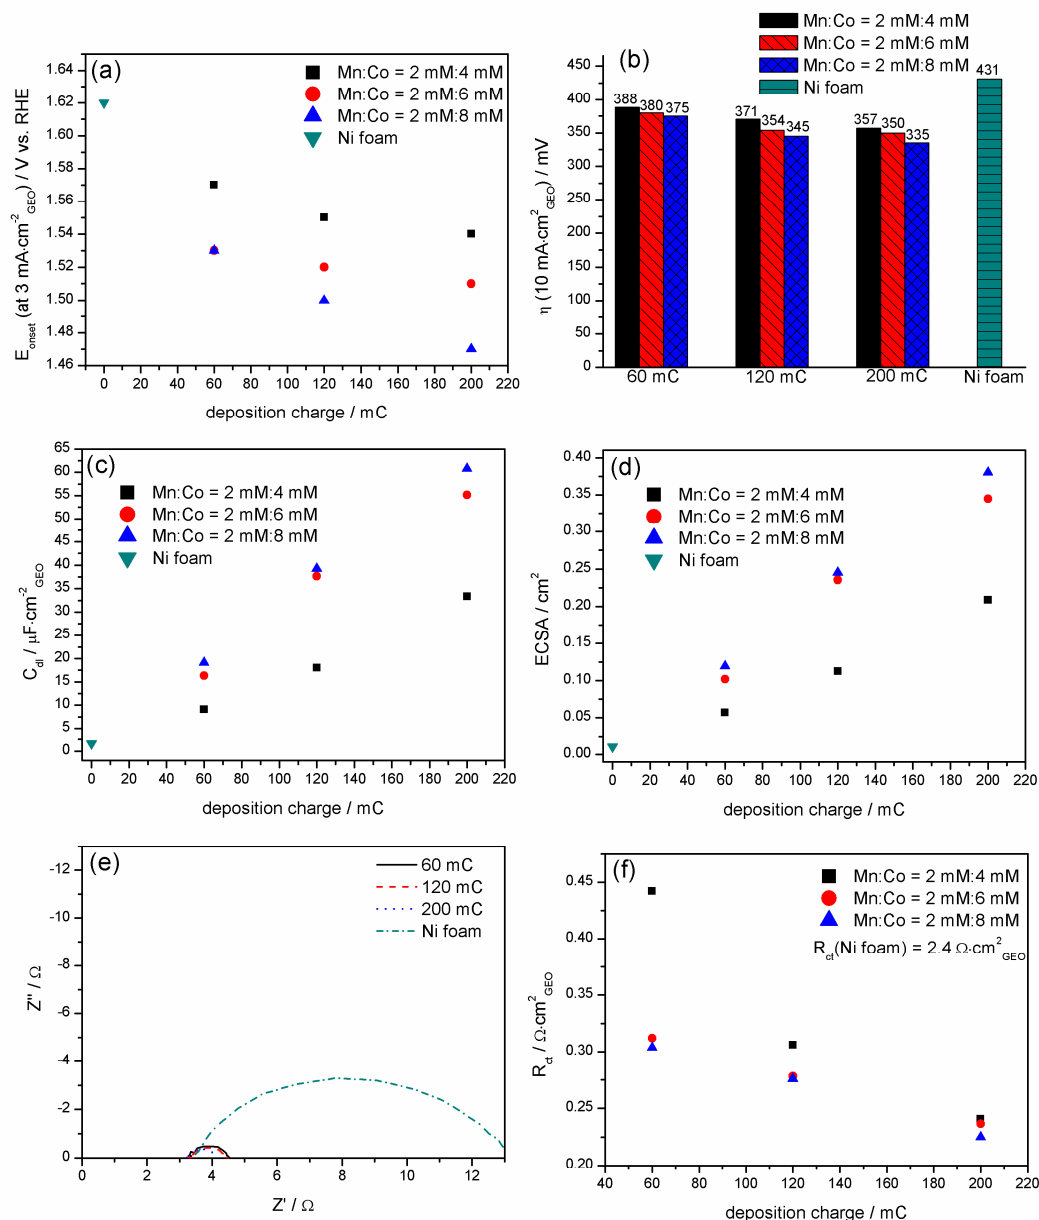 (a)
Mn:Co = 2 mM:4 mM
Mn:Co = 2 mM:6 mM
Mn:Co = 2 mM:8 mM
Ni foam
1.64
1.62
1.60
1.58
1.56
1.54
1.52
1.50
1.48
1.46
E_onset (at 3 mA·cm⁻²_GEO) / V vs. RHE
0 20 40 60 80 100 120 140 160 180 200 220
deposition charge / mC
(b)
Mn:Co = 2 mM:4 mM
Mn:Co = 2 mM:6 mM
Mn:Co = 2 mM:8 mM
Ni foam
450
400
350
300
250
200
150
100
50
0
η (10 mA·cm²_GEO) / mV
388 380 375
371 354 345
357 350 335
431
60 mC 120 mC 200 mC Ni foam
(c)
Mn:Co = 2 mM:4 mM
Mn:Co = 2 mM:6 mM
Mn:Co = 2 mM:8 mM
Ni foam
65
60
55
50
45
40
35
30
25
20
15
10
5
0
C_dl / μF·cm⁻²_GEO
0 20 40 60 80 100 120 140 160 180 200 220
deposition charge / mC
(d)
Mn:Co = 2 mM:4 mM
Mn:Co = 2 mM:6 mM
Mn:Co = 2 mM:8 mM
Ni foam
0.40
0.35
0.30
0.25
0.20
0.15
0.10
0.05
0.00
ECSA / cm²
0 20 40 60 80 100 120 140 160 180 200 220
deposition charge / mC
(e)
60 mC
120 mC
200 mC
Ni foam
-12
-10
-8
-6
-4
-2
0
Z'' / Ω
0 2 4 6 8 10 12
Z' / Ω
(f)
Mn:Co = 2 mM:4 mM
Mn:Co = 2 mM:6 mM
Mn:Co = 2 mM:8 mM
R_ct(Ni foam) = 2.4 Ω·cm²_GEO
0.45
0.40
0.35
0.30
0.25
0.20
R_ct / Ω·cm²_GEO
40 60 80 100 120 140 160 180 200 220
deposition charge / mC